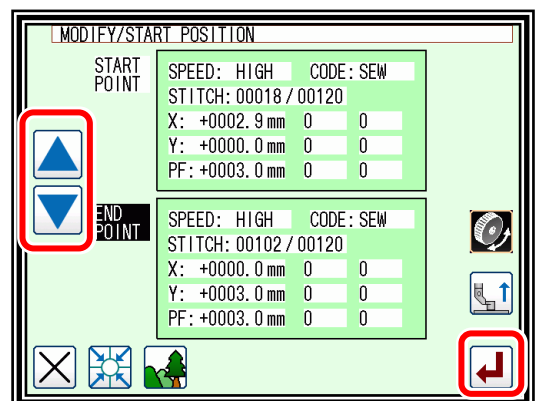 MODIFY/START POSITION
START
POINT
SPEED: HIGH CODE: SEW
STITCH: 00018 / 00120
X: +0002.9 mm 0 0
Y: +0000.0 mm 0 0
PF: +0003.0 mm 0 0
END
POINT
SPEED: HIGH CODE: SEW
STITCH: 00102 / 00120
X: +0000.0 mm 0 0
Y: +0003.0 mm 0 0
PF: +0003.0 mm 0 0